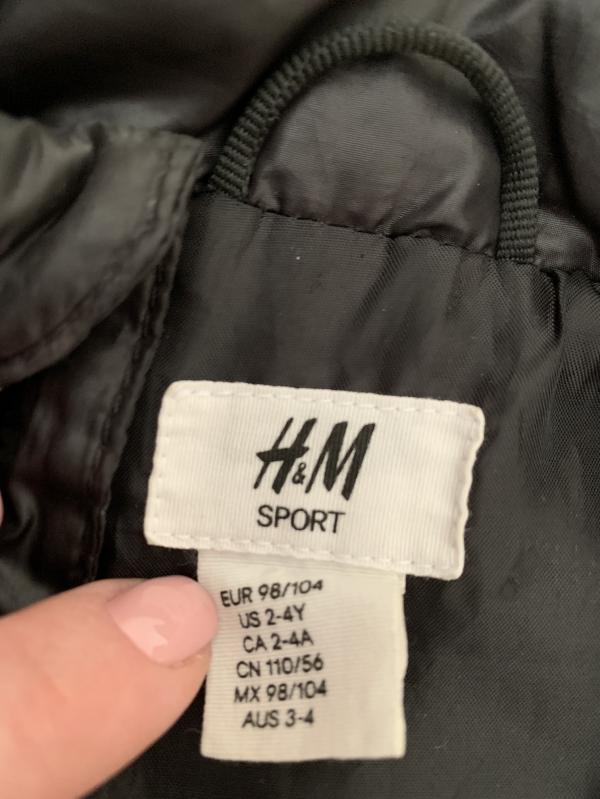 H&M
SPORT
EUR 98/104
US 2-4Y
CA 2-4A
CN 110/56
MX 98/104
AUS 3-4